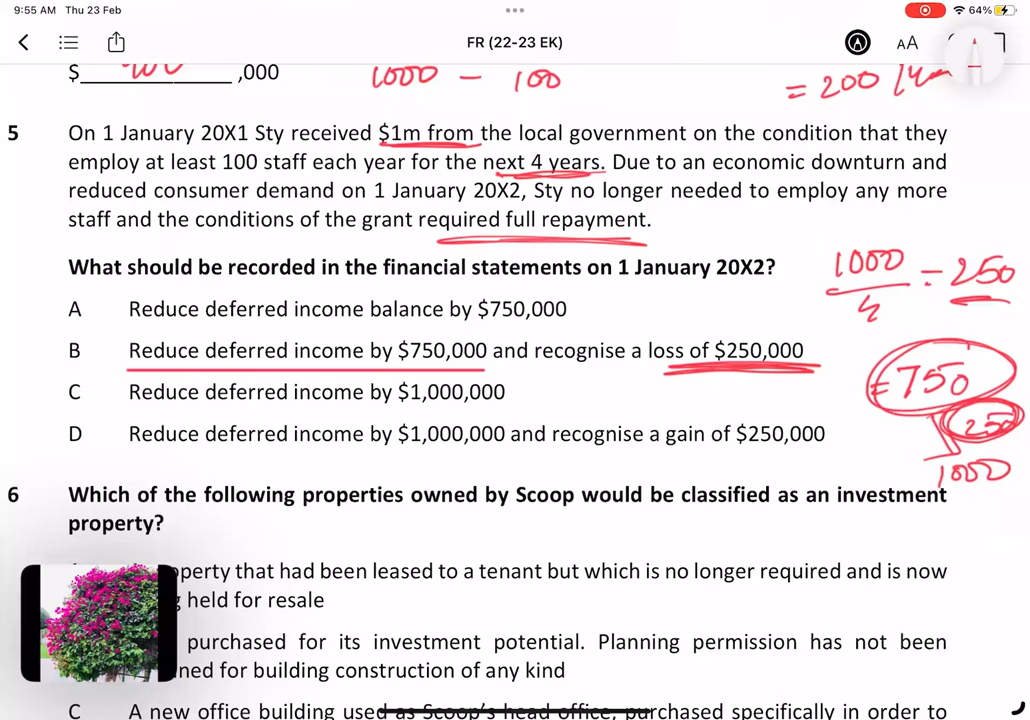 9:55 AM Thu 23 Feb
64%
FR (22-23 EK)
AA
$ ,000
1000 - 100
= 200
5 On 1 January 20X1 Sty received $1m from the local government on the condition that they
employ at least 100 staff each year for the next 4 years. Due to an economic downturn and
reduced consumer demand on 1 January 20X2, Sty no longer needed to employ any more
staff and the conditions of the grant required full repayment.
What should be recorded in the financial statements on 1 January 20X2?
1000 = 250
4
A Reduce deferred income balance by $750,000
B Reduce deferred income by $750,000 and recognise a loss of $250,000
= 750
C Reduce deferred income by $1,000,000
250
D Reduce deferred income by $1,000,000 and recognise a gain of $250,000
1000
6 Which of the following properties owned by Scoop would be classified as an investment
property?
operty that had been leased to a tenant but which is no longer required and is now
held for resale
purchased for its investment potential. Planning permission has not been
ned for building construction of any kind
C A new office building used as Scoop's head office, purchased specifically in order to